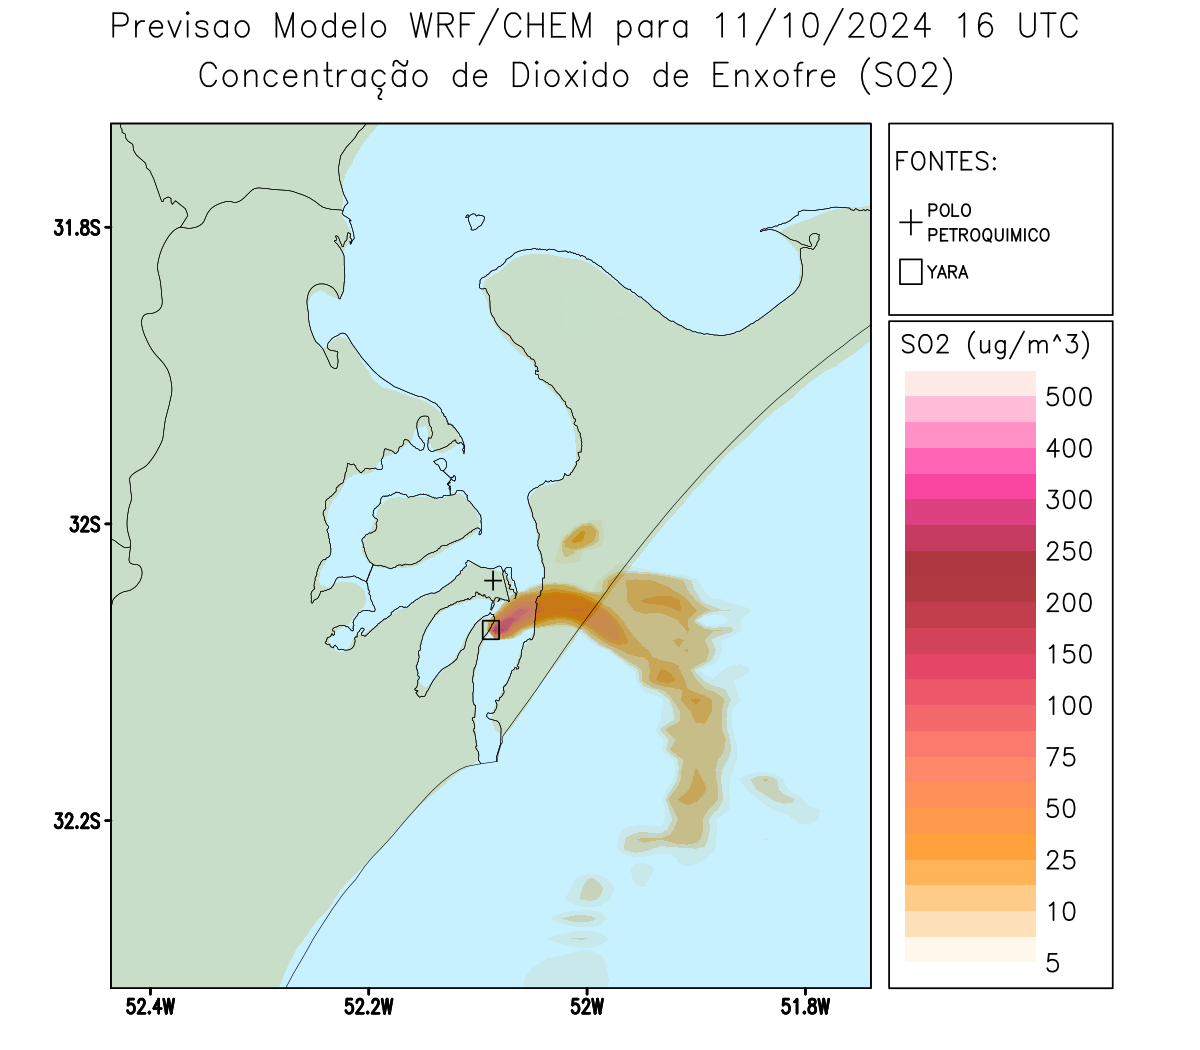 Previsao Modelo WRF/CHEM para 11/10/2024 16 UTC
Concentração de Dioxido de Enxofre (SO2)
FONTES:
POLO
PETROQUIMICO
YARA
31.8S
32S
32.2S
52.4W
52.2W
52W
51.8W
SO2 (ug/m^3)
500
400
300
250
200
150
100
75
50
25
10
5